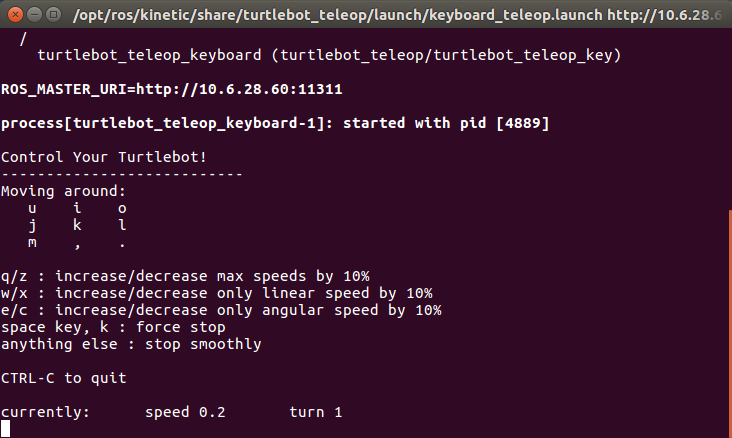 /opt/ros/kinetic/share/turtlebot_teleop/launch/keyboard_teleop.launch http://10.6.28.6
/
turtlebot_teleop_keyboard (turtlebot_teleop/turtlebot_teleop_key)
ROS_MASTER_URI=http://10.6.28.60:11311
process[turtlebot_teleop_keyboard-1]: started with pid [4889]
Control Your Turtlebot!
---------------------------
Moving around:
u i o
j k l
m , .
q/z : increase/decrease max speeds by 10%
w/x : increase/decrease only linear speed by 10%
e/c : increase/decrease only angular speed by 10%
space key, k : force stop
anything else : stop smoothly
CTRL-C to quit
currently: speed 0.2 turn 1